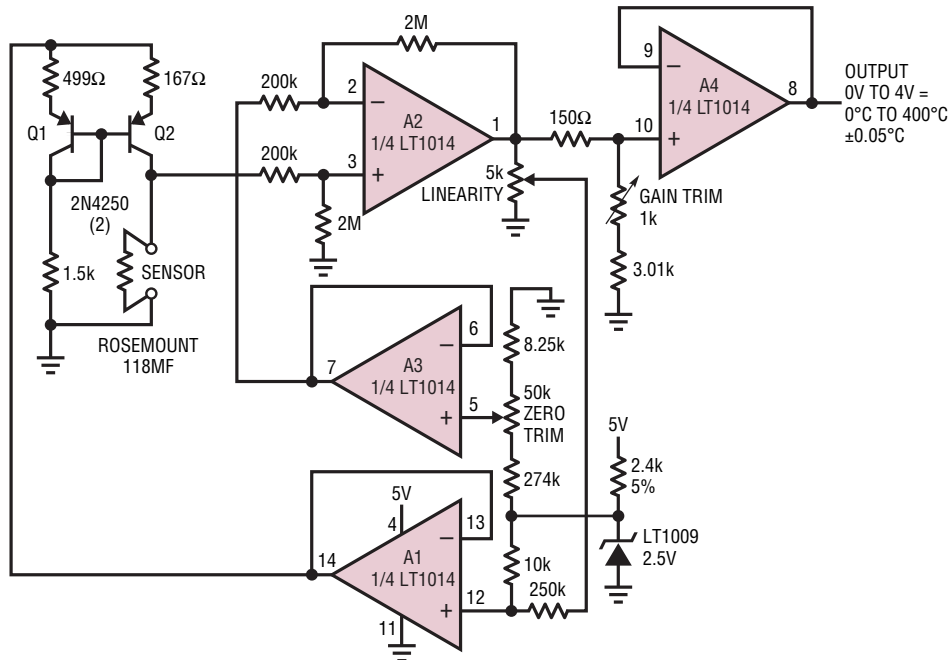 499Ω
167Ω
Q1
Q2
2N4250
(2)
1.5k
SENSOR
ROSEMOUNT
118MF
200k
200k
2M
2
3
A2
1/4 LT1014
1
2M
5k
LINEARITY
150Ω
9
10
A4
1/4 LT1014
8
GAIN TRIM
1k
3.01k
OUTPUT
0V TO 4V =
0°C TO 400°C
±0.05°C
7
A3
1/4 LT1014
6
5
8.25k
50k
ZERO
TRIM
274k
5V
2.4k
5%
LT1009
2.5V
10k
250k
14
5V
4
A1
1/4 LT1014
13
12
11